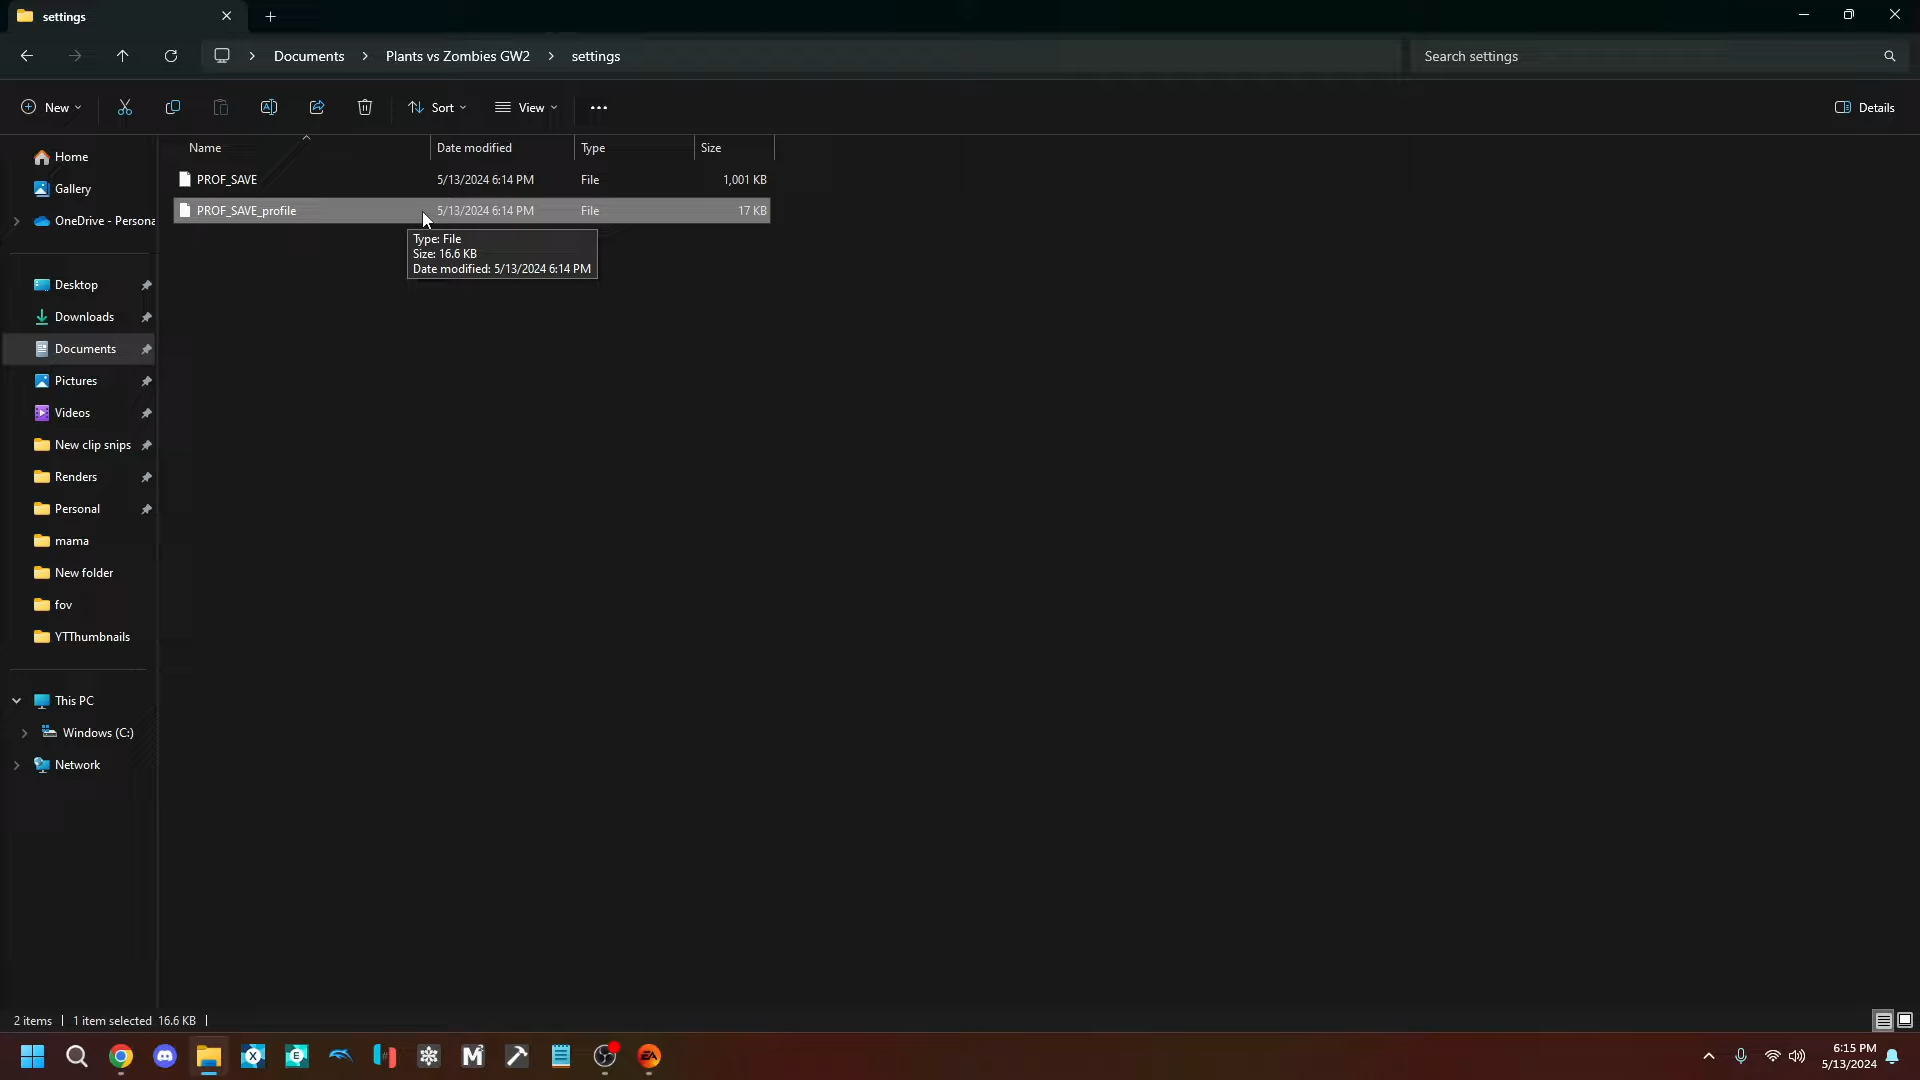 settings
Documents
Plants vs Zombies GW2
settings
Search settings
New
Sort
View
Details
Name
Date modified
Type
Size
PROF_SAVE
5/13/2024 6:14 PM
File
1,001 KB
PROF_SAVE_profile
5/13/2024 6:14 PM
File
17 KB
Type: File
Size: 16.6 KB
Date modified: 5/13/2024 6:14 PM
Home
Gallery
OneDrive - Persona
Desktop
Downloads
Documents
Pictures
Videos
New clip snips
Renders
Personal
mama
New folder
fov
YTThumbnails
This PC
Windows (C:)
Network
2 items
1 item selected 16.6 KB
X
E
M
EA
6:15 PM
5/13/2024